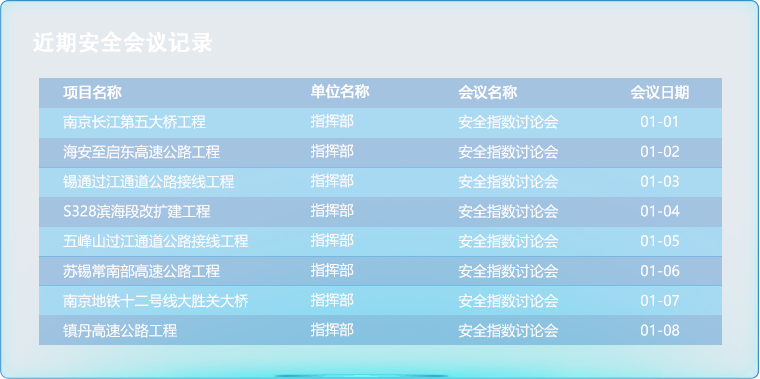 近期安全会议记录
项目名称 单位名称 会议名称 会议日期
南京长江第五大桥工程 指挥部 安全指数讨论会 01-01
海安至启东高速公路工程 指挥部 安全指数讨论会 01-02
锡通过江通道公路接线工程 指挥部 安全指数讨论会 01-03
S328滨海段改扩建工程 指挥部 安全指数讨论会 01-04
五峰山过江通道公路接线工程 指挥部 安全指数讨论会 01-05
苏锡常南部高速公路工程 指挥部 安全指数讨论会 01-06
南京地铁十二号线大胜关大桥 指挥部 安全指数讨论会 01-07
镇丹高速公路工程 指挥部 安全指数讨论会 01-08